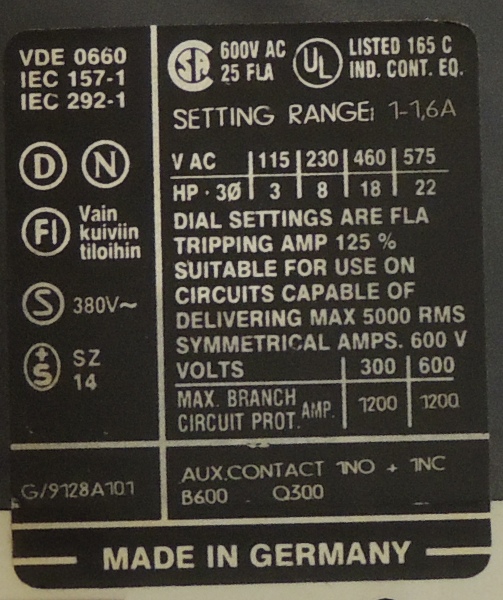 VDE 0660
IEC 157-1
IEC 292-1
D N
FI Vain
kuiviin
tiloihin
S 380V~
+S SZ
14
G/9128A101
SA 600V AC
25 FLA
UL LISTED 165 C
IND. CONT. EQ.
SETTING RANGE: 1-1,6A
V AC 115 230 460 575
HP · 3Ø 3 8 18 22
DIAL SETTINGS ARE FLA
TRIPPING AMP 125 %
SUITABLE FOR USE ON
CIRCUITS CAPABLE OF
DELIVERING MAX 5000 RMS
SYMMETRICAL AMPS. 600 V
VOLTS 300 600
MAX. BRANCH
CIRCUIT PROT. AMP. 1200 1200
AUX.CONTACT 1NO + 1NC
B600 Q300
MADE IN GERMANY